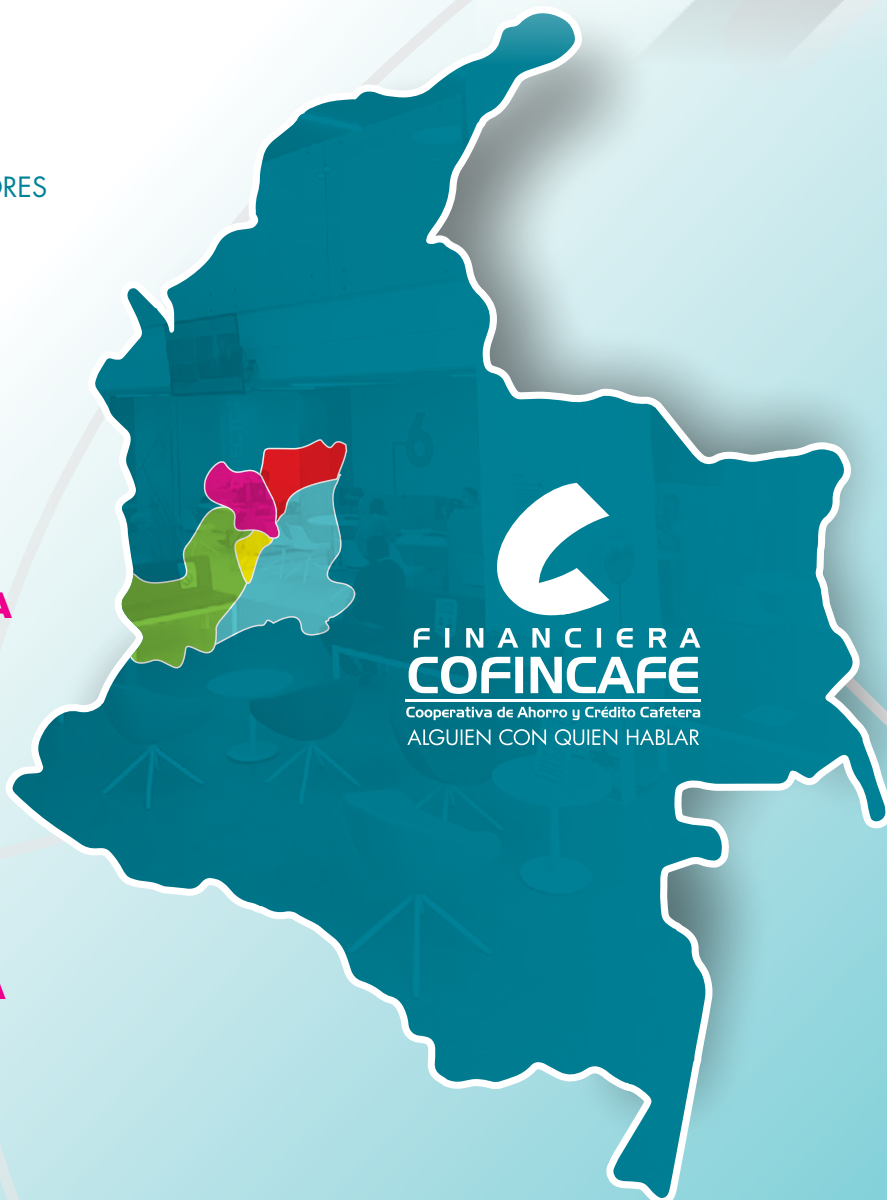 ORES
A
FINANCIERA
COFINCAFE
Cooperativa de Ahorro y Crédito Cafetera
ALGUIEN CON QUIEN HABLAR
A